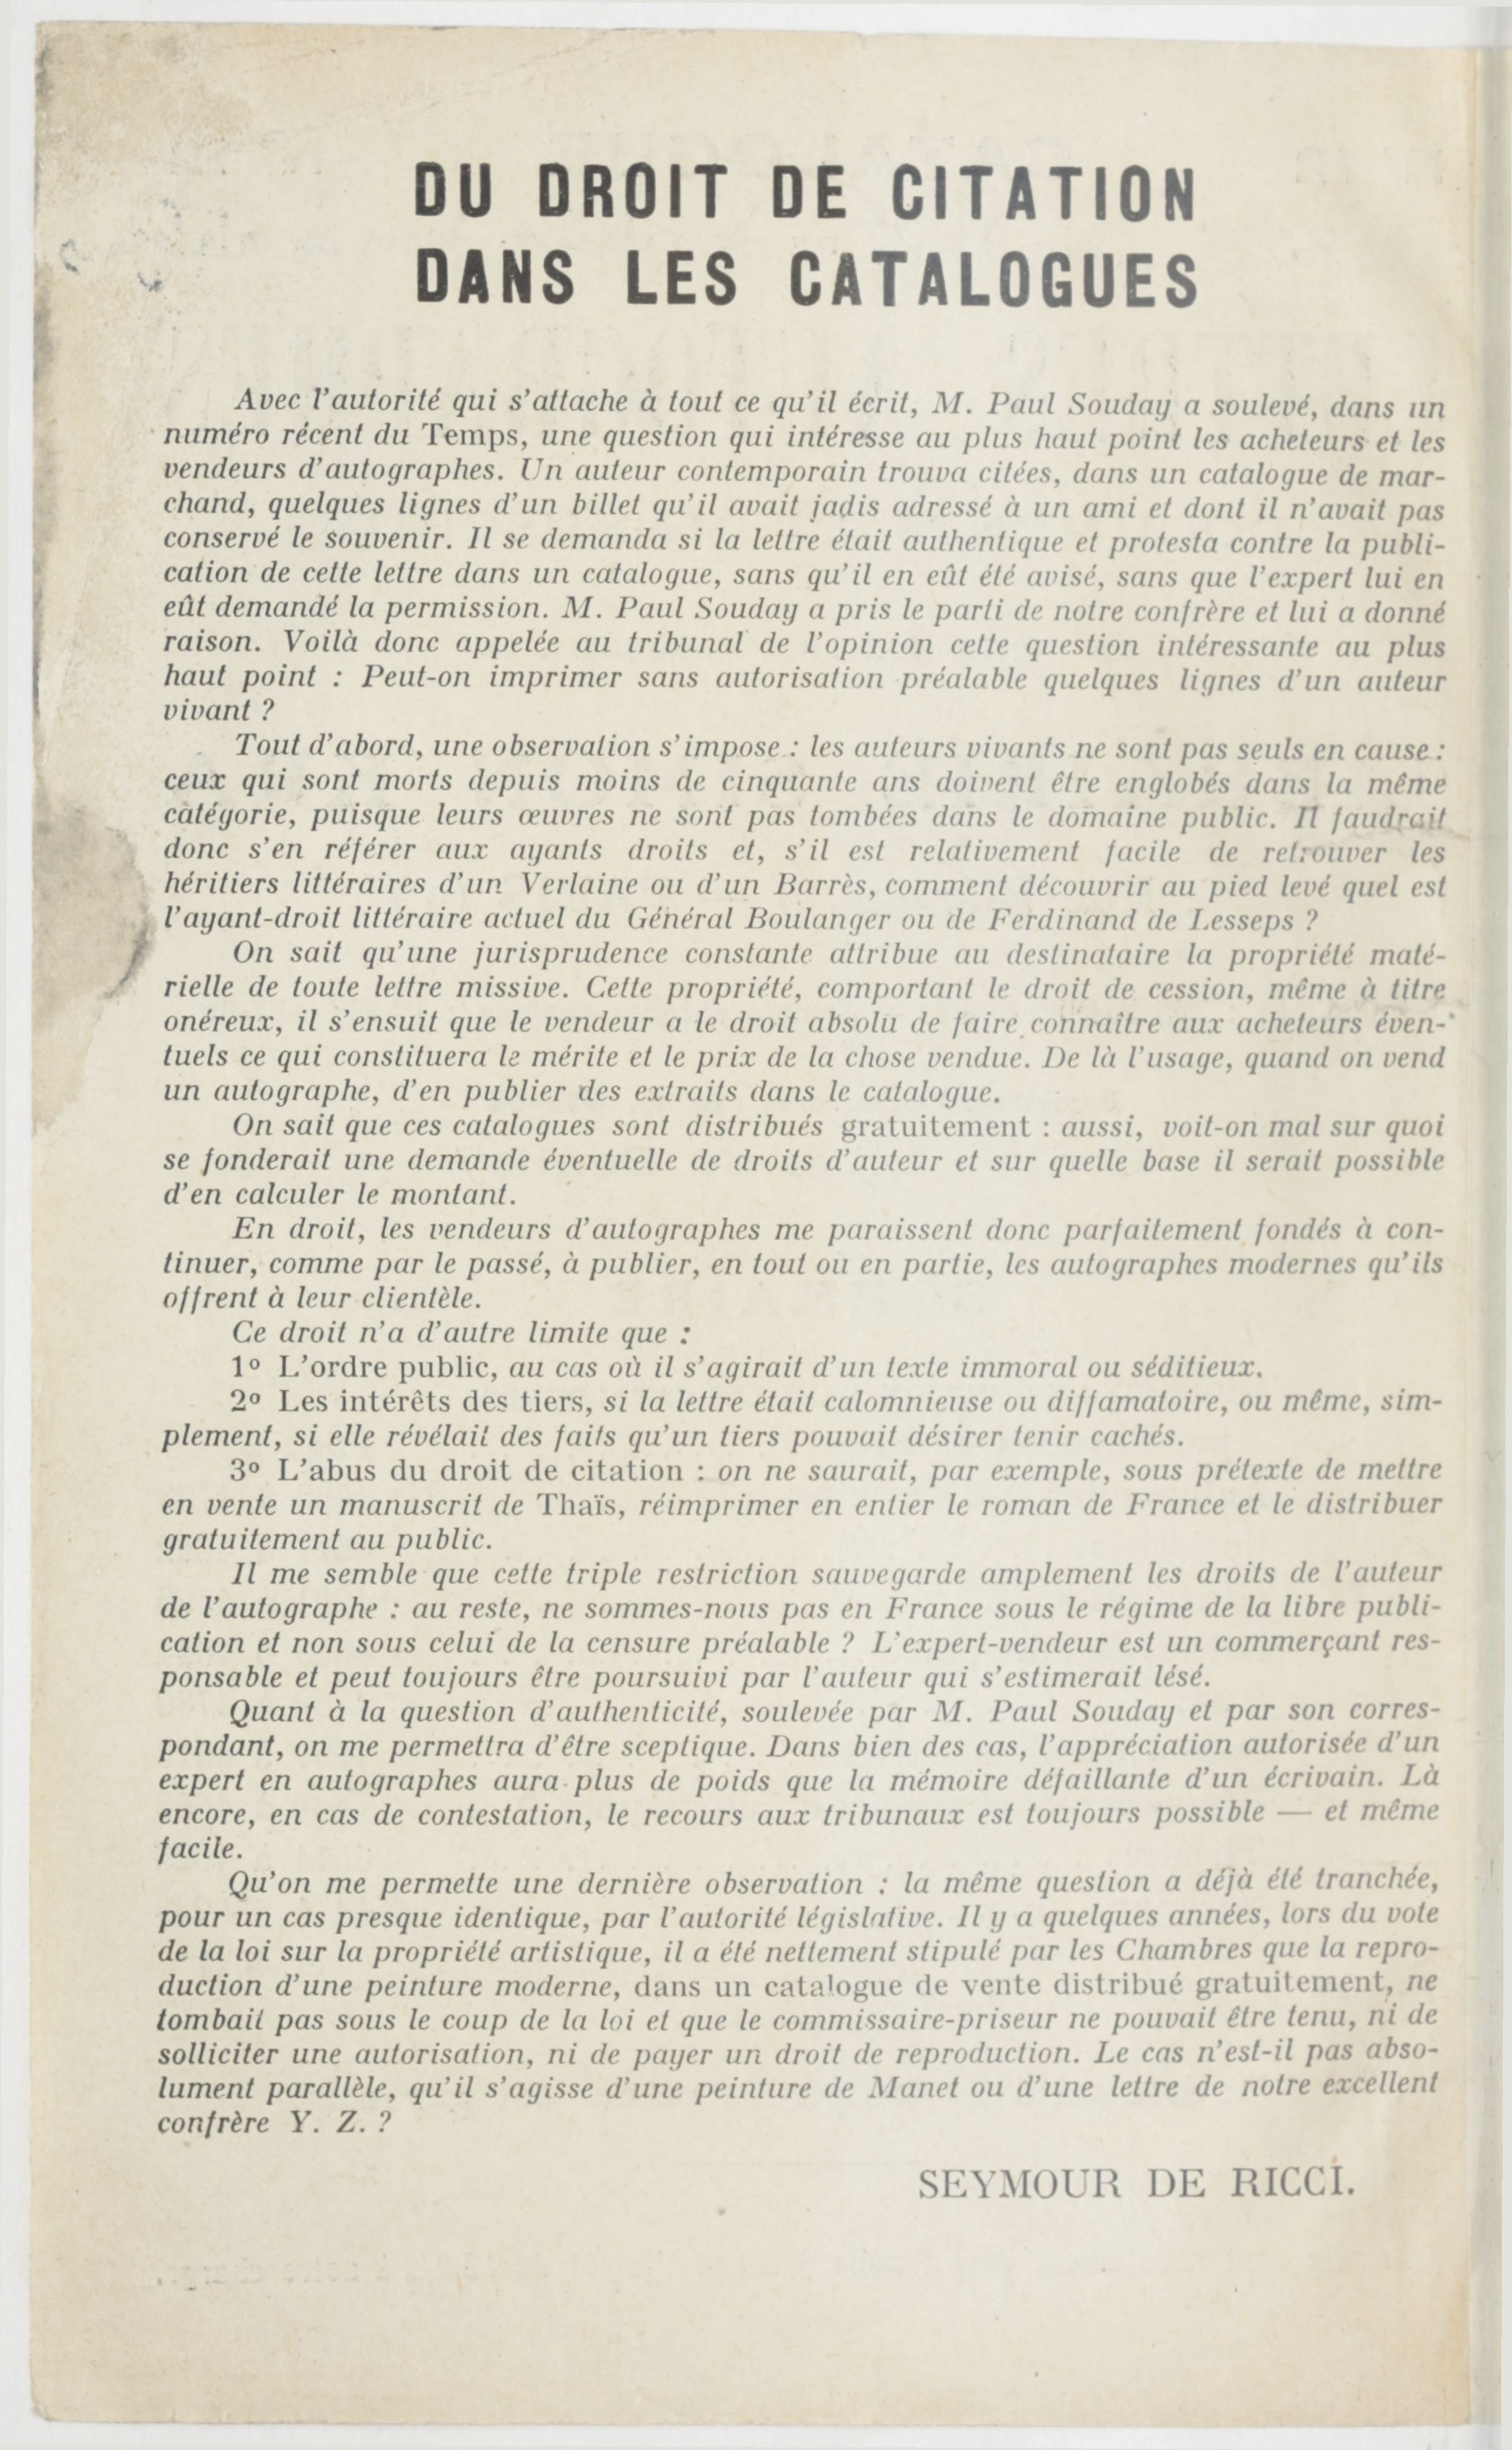 DU DROIT DE CITATION
DANS LES CATALOGUES
Avec l'autorité qui s'attache à tout ce qu'il écrit, M. Paul Souday a soulevé, dans un
numéro récent du Temps, une question qui intéresse au plus haut point les acheteurs et les
vendeurs d'autographes. Un auteur contemporain trouva citées, dans un catalogue de mar-
chand, quelques lignes d'un billet qu'il avait jadis adressé à un ami et dont il n'avait pas
conservé le souvenir. Il se demanda si la lettre était authentique et protesta contre la publi-
cation de cette lettre dans un catalogue, sans qu'il en eût été avisé, sans que l'expert lui en
eût demandé la permission. M. Paul Souday a pris le parti de notre confrère et lui a donné
raison. Voilà donc appelée au tribunal de l'opinion cette question intéressante au plus
haut point : Peut-on imprimer sans autorisation préalable quelques lignes d'un auteur
vivant ?
Tout d'abord, une observation s'impose : les auteurs vivants ne sont pas seuls en cause :
ceux qui sont morts depuis moins de cinquante ans doivent être englobés dans la même
catégorie, puisque leurs œuvres ne sont pas tombées dans le domaine public. Il faudrait
donc s'en référer aux ayants droits et, s'il est relativement facile de retrouver les
héritiers littéraires d'un Verlaine ou d'un Barrès, comment découvrir au pied levé quel est
l'ayant-droit littéraire actuel du Général Boulanger ou de Ferdinand de Lesseps ?
On sait qu'une jurisprudence constante attribue au destinataire la propriété maté-
rielle de toute lettre missive. Cette propriété, comportant le droit de cession, même à titre
onéreux, il s'ensuit que le vendeur a le droit absolu de faire connaître aux acheteurs éven-
tuels ce qui constituera le mérite et le prix de la chose vendue. De là l'usage, quand on vend
un autographe, d'en publier des extraits dans le catalogue.
On sait que ces catalogues sont distribués gratuitement : aussi, voit-on mal sur quoi
se fonderait une demande éventuelle de droits d'auteur et sur quelle base il serait possible
d'en calculer le montant.
En droit, les vendeurs d'autographes me paraissent donc parfaitement fondés à con-
tinuer, comme par le passé, à publier, en tout ou en partie, les autographes modernes qu'ils
offrent à leur clientèle.
Ce droit n'a d'autre limite que :
1º L'ordre public, au cas où il s'agirait d'un texte immoral ou séditieux.
2º Les intérêts des tiers, si la lettre était calomnieuse ou diffamatoire, ou même, sim-
plement, si elle révélait des faits qu'un tiers pouvait désirer tenir cachés.
3º L'abus du droit de citation : on ne saurait, par exemple, sous prétexte de mettre
en vente un manuscrit de Thaïs, réimprimer en entier le roman de France et le distribuer
gratuitement au public.
Il me semble que cette triple restriction sauvegarde amplement les droits de l'auteur
de l'autographe : au reste, ne sommes-nous pas en France sous le régime de la libre publi-
cation et non sous celui de la censure préalable ? L'expert-vendeur est un commerçant res-
ponsable et peut toujours être poursuivi par l'auteur qui s'estimerait lésé.
Quant à la question d'authenticité, soulevée par M. Paul Souday et par son corres-
pondant, on me permettra d'être sceptique. Dans bien des cas, l'appréciation autorisée d'un
expert en autographes aura plus de poids que la mémoire défaillante d'un écrivain. Là
encore, en cas de contestation, le recours aux tribunaux est toujours possible — et même
facile.
Qu'on me permette une dernière observation : la même question a déjà été tranchée,
pour un cas presque identique, par l'autorité législative. Il y a quelques années, lors du vote
de la loi sur la propriété artistique, il a été nettement stipulé par les Chambres que la repro-
duction d'une peinture moderne, dans un catalogue de vente distribué gratuitement, ne
tombait pas sous le coup de la loi et que le commissaire-priseur ne pouvait être tenu, ni de
solliciter une autorisation, ni de payer un droit de reproduction. Le cas n'est-il pas abso-
lument parallèle, qu'il s'agisse d'une peinture de Manet ou d'une lettre de notre excellent
confrère Y. Z. ?
SEYMOUR DE RICCI.